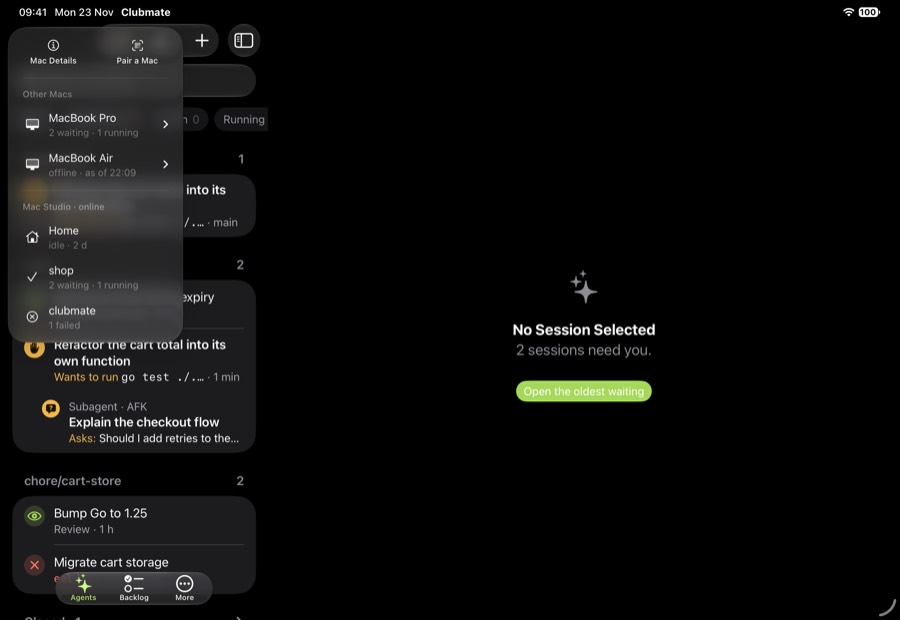 09:41 Mon 23 Nov Clubmate
100
Mac Details
Pair a Mac
Other Macs
MacBook Pro
2 waiting · 1 running
MacBook Air
offline · as of 22:09
Mac Studio · online
Home
idle · 2 d
shop
2 waiting · 1 running
clubmate
1 failed
0
Running
1
into its
/.… · main
2
expiry
Refactor the cart total into its
own function
Wants to run go test ./.… · 1 min
Subagent · AFK
Explain the checkout flow
Asks: Should I add retries to the…
chore/cart-store
2
Bump Go to 1.25
Review · 1 h
Migrate cart storage
Agents
Backlog
More
No Session Selected
2 sessions need you.
Open the oldest waiting